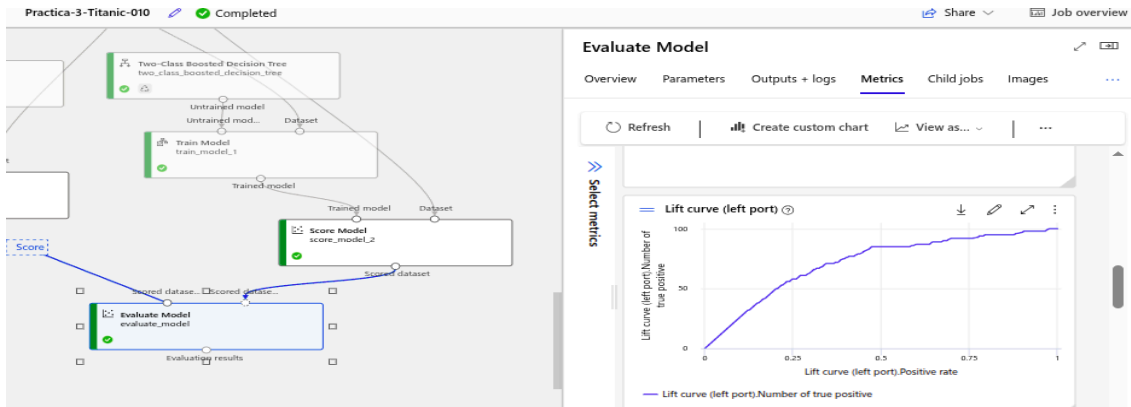 Practica-3-Titanic-010
Completed
Share
Job overview
Two-Class Boosted Decision Tree
two_class_boosted_decision_tree
Untrained model
Untrained mod...
Dataset
Train Model
train_model_1
Trained model
Trained model
Dataset
Score Model
score_model_2
Scored dataset
Score
Scored datase...
Scored datase...
Evaluate Model
evaluate_model
Evaluation results
Evaluate Model
Overview
Parameters
Outputs + logs
Metrics
Child jobs
Images
...
Refresh
Create custom chart
View as...
...
Select metrics
Lift curve (left port)
Lift curve (left port).Number of
true positive
100
50
0
0
0.25
0.5
0.75
1
Lift curve (left port).Positive rate
Lift curve (left port).Number of true positive